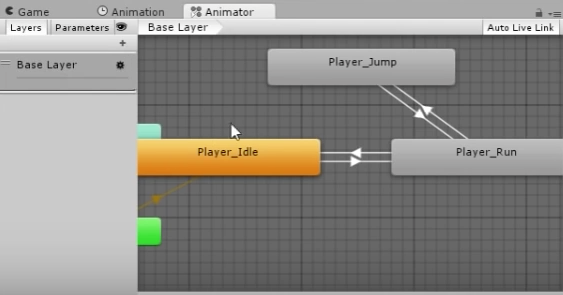 Game Animation Animator
Layers Parameters Base Layer Auto Live Link
Base Layer
Player_Jump
Player_Idle Player_Run